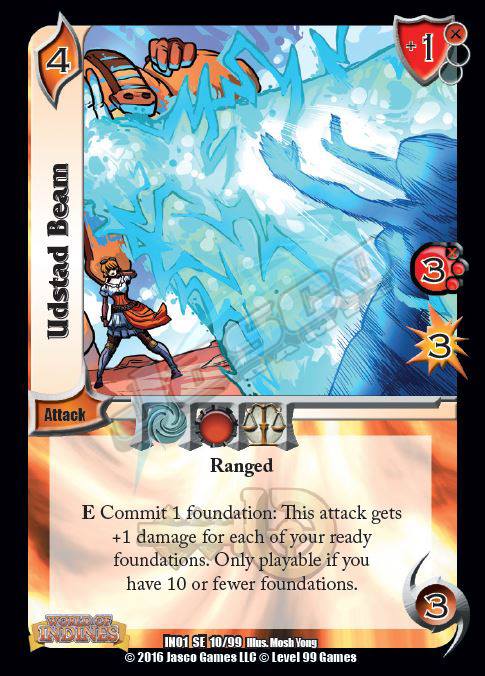 4
+1
Udstad Beam
3
3
Attack
Ranged
E Commit 1 foundation: This attack gets
+1 damage for each of your ready
foundations. Only playable if you
have 10 or fewer foundations.
3
WORLD OF
INDINES
IN01_SE 10/99 Illus. Mosh Yong
© 2016 Jasco Games LLC © Level 99 Games